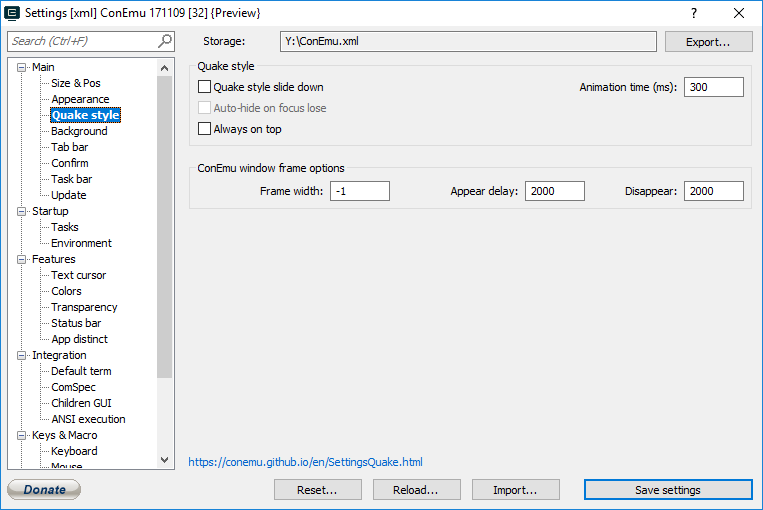 Settings [xml] ConEmu 171109 [32] {Preview}
Search (Ctrl+F)
Storage:
Y:\ConEmu.xml
Export...
Main
Size & Pos
Appearance
Quake style
Background
Tab bar
Confirm
Task bar
Update
Startup
Tasks
Environment
Features
Text cursor
Colors
Transparency
Status bar
App distinct
Integration
Default term
ComSpec
Children GUI
ANSI execution
Keys & Macro
Keyboard
Mouse
Quake style
Quake style slide down
Animation time (ms): 300
Auto-hide on focus lose
Always on top
ConEmu window frame options
Frame width: -1 Appear delay: 2000 Disappear: 2000
https://conemu.github.io/en/SettingsQuake.html
Donate
Reset...
Reload...
Import...
Save settings